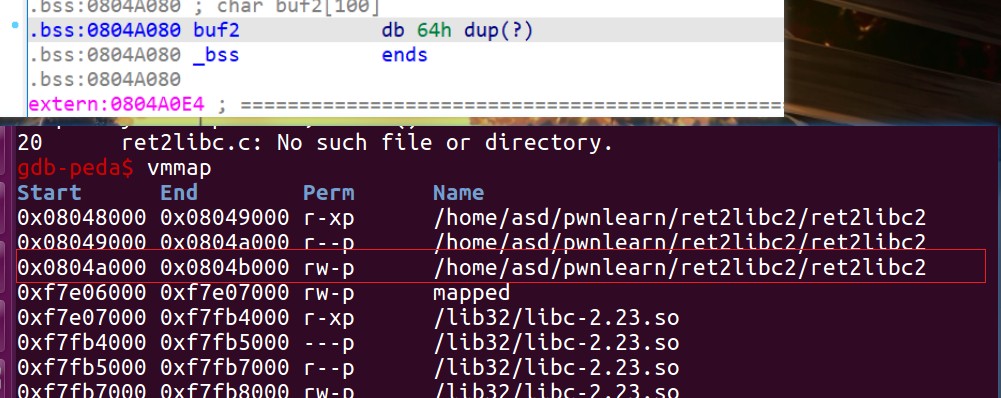 .bss:0804A080 ; char buf2[100]
.bss:0804A080 buf2 db 64h dup(?)
.bss:0804A080 _bss ends
.bss:0804A080
extern:0804A0E4 ; ===========================================
20 ret2libc.c: No such file or directory.
gdb-peda$ vmmap
Start End Perm Name
0x08048000 0x08049000 r-xp /home/asd/pwnlearn/ret2libc2/ret2libc2
0x08049000 0x0804a000 r--p /home/asd/pwnlearn/ret2libc2/ret2libc2
0x0804a000 0x0804b000 rw-p /home/asd/pwnlearn/ret2libc2/ret2libc2
0xf7e06000 0xf7e07000 rw-p mapped
0xf7e07000 0xf7fb4000 r-xp /lib32/libc-2.23.so
0xf7fb4000 0xf7fb5000 ---p /lib32/libc-2.23.so
0xf7fb5000 0xf7fb7000 r--p /lib32/libc-2.23.so
0xf7fb7000 0xf7fb8000 rw-p /lib32/libc-2.23.so